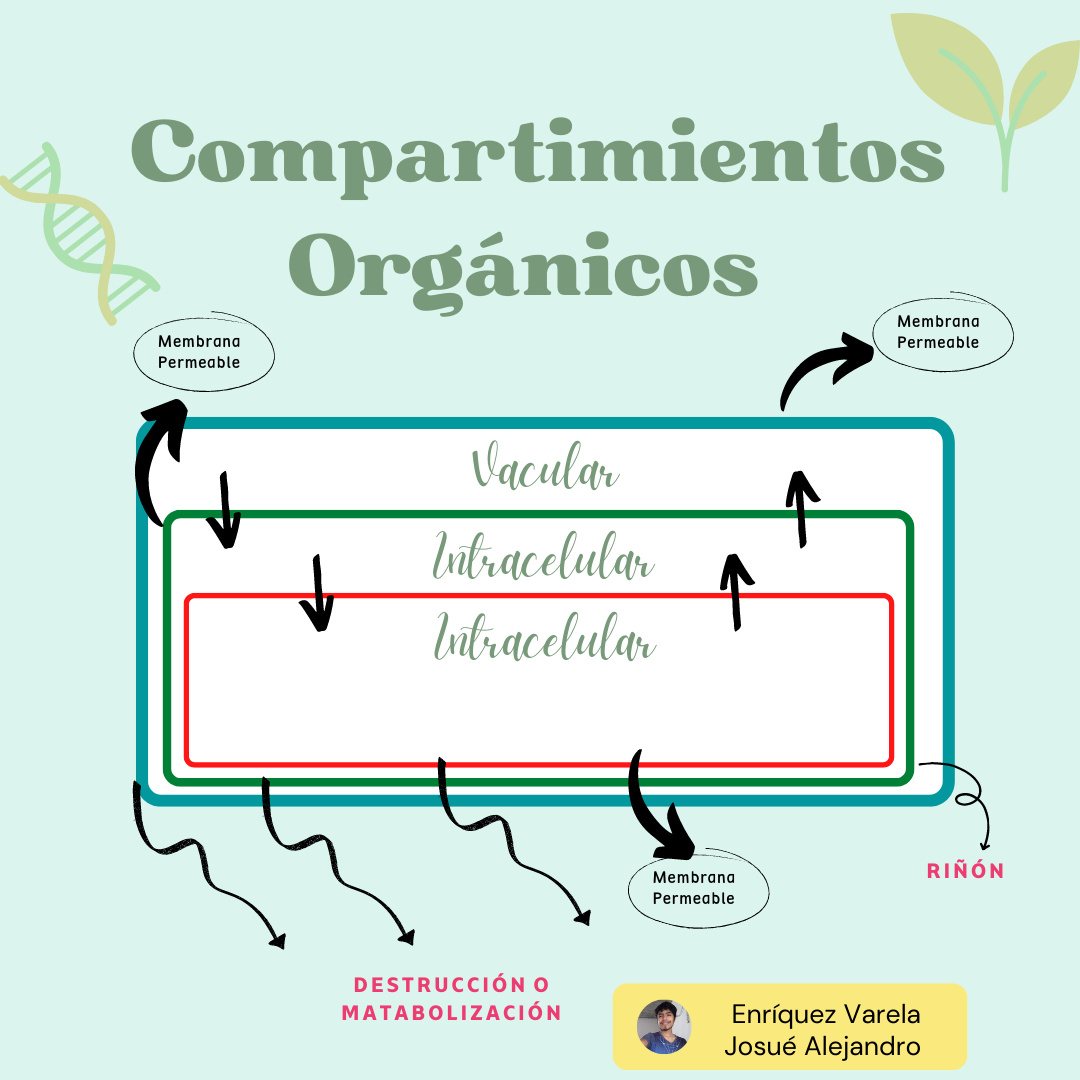 Compartimientos
Orgánicos
Membrana
Permeable
Membrana
Permeable
Vacular
Intracelular
Intracelular
Membrana
Permeable
RIÑÓN
DESTRUCCIÓN O
MATABOLIZACIÓN
Enríquez Varela
Josué Alejandro